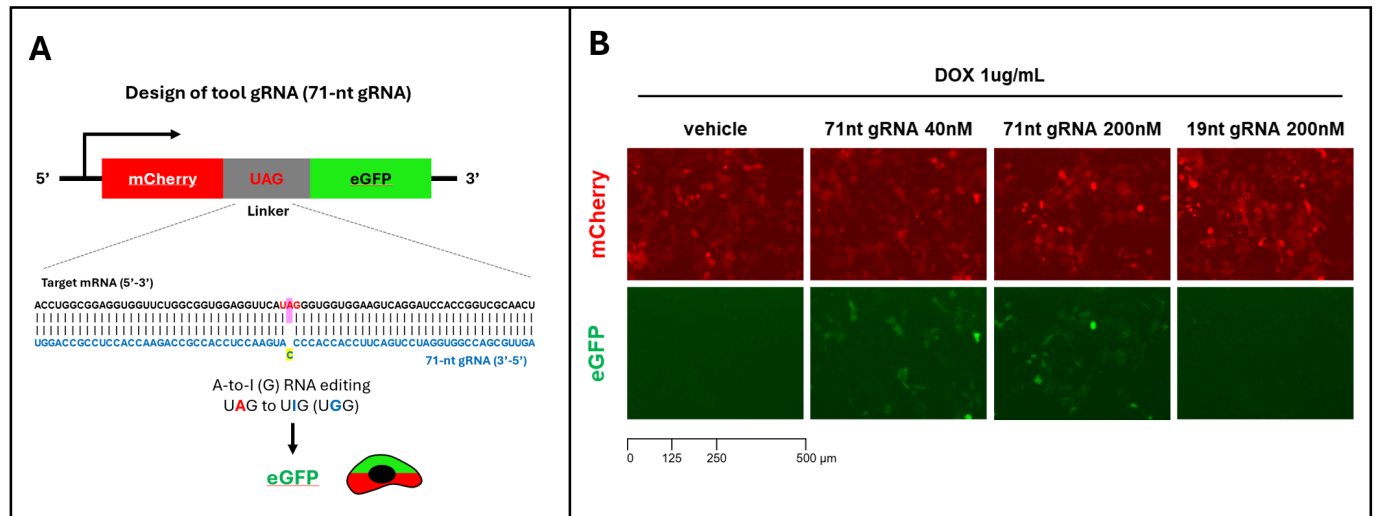 A
Design of tool gRNA (71-nt gRNA)
5’ mCherry UAG eGFP 3’
Linker
Target mRNA (5’-3’)
ACCUGGCGGAGGUGGUUCUGGCGGUGGAGGUUCAUAGGGUGGUGGAAGUCAGGAUCCACCGGUCGCAACU
UGGACCGCCUCCACCAAGACCGCCACCUCCAAGUA CCCACCACCUUCAGUCCUAGGUGGCCAGCGUUGA
C
71-nt gRNA (3’-5’)
A-to-I (G) RNA editing
UAG to UIG (UGG)
eGFP
B
DOX 1ug/mL
vehicle 71nt gRNA 40nM 71nt gRNA 200nM 19nt gRNA 200nM
mCherry
eGFP
0 125 250 500 µm